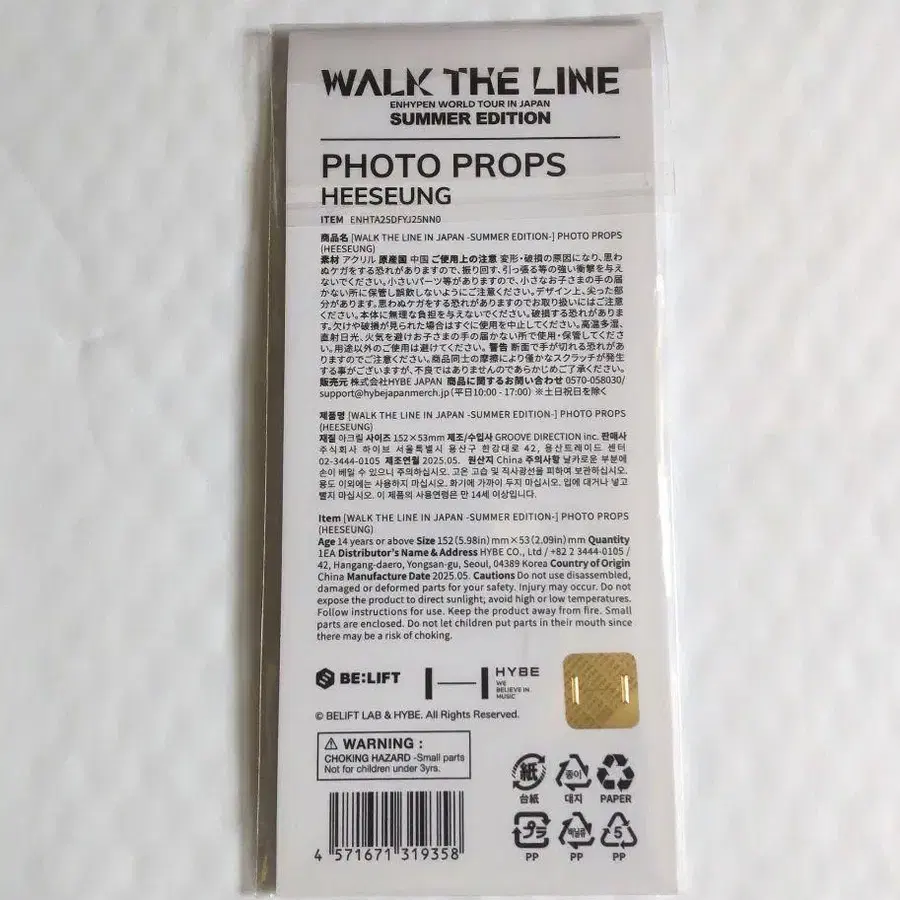 WALK THE LINE
ENHYPEN WORLD TOUR IN JAPAN
SUMMER EDITION
PHOTO PROPS
HEESEUNG
ITEM ENHTA25DFYJ25NN0
商品名 [WALK THE LINE IN JAPAN -SUMMER EDITION-] PHOTO PROPS
(HEESEUNG)
素材 アクリル 原産国 中国 ご使用上の注意 変形・破損の原因になり、思わ
ぬケガをする恐れがありますので、振り回す、引っ張る等の強い衝撃を与え
ないでください。小さいパーツ等がありますので、小さなお子さまの手の届
かない所に保管し誤飲しないようにご注意ください。デザイン上、尖った部
分があります。思わぬケガをする恐れがありますのでお取り扱いにはご注意
ください。本体に無理な負担を与えないでください。破損する恐れがありま
す。欠けや破損が見られた場合はすぐに使用を中止してください。高温多湿、
直射日光、火気を避けお子さまの手の届かない所で使用・保管してくださ
い。用途以外のご使用は避けてください。警告 断面で手が切れる恐れがあ
りますのでご注意ください。商品同士の摩擦により僅かなスクラッチが発生
する事がございますが、不良ではありませんのであらかじめご了承ください。
販売元 株式会社HYBE JAPAN 商品に関するお問い合わせ 0570-058030/
support@hybejapanmerch.jp(平日10:00 - 17:00) ※土日祝日を除く
제품명 [WALK THE LINE IN JAPAN -SUMMER EDITION-] PHOTO PROPS
(HEESEUNG)
재질 아크릴 사이즈 152×53mm 제조/수입사 GROOVE DIRECTION inc. 판매사
주식회사 하이브 서울특별시 용산구 한강대로 42, 용산트레이드 센터
02-3444-0105 제조연월 2025.05. 원산지 China 주의사항 날카로운 부분에
손이 베일 수 있으니 주의하십시오. 고온 고습 및 직사광선을 피하여 보관하십시오.
용도 이외에는 사용하지 마십시오. 화기에 가까이 두지 마십시오. 입에 대거나 넣고
빨지 마십시오. 이 제품의 사용연령은 만 14세 이상입니다.
Item [WALK THE LINE IN JAPAN -SUMMER EDITION-] PHOTO PROPS
(HEESEUNG)
Age 14 years or above Size 152(5.98in) mm×53(2.09in) mm Quantity
1EA Distributor's Name & Address HYBE CO., Ltd / +82 2 3444-0105 /
42, Hangang-daero, Yongsan-gu, Seoul, 04389 Korea Country of Origin
China Manufacture Date 2025.05. Cautions Do not use disassembled,
damaged or deformed parts for your safety. Injury may occur. Do not
expose the product to direct sunlight; avoid high or low temperatures.
Follow instructions for use. Keep the product away from fire. Small
parts are enclosed. Do not let children put parts in their mouth since
there may be a risk of choking.
BE:LIFT
HYBE
WE
BELIEVE IN
MUSIC
© BELIFT LAB & HYBE. All Rights Reserved.
⚠ WARNING :
CHOKING HAZARD -Small parts
Not for children under 3yrs.
紙 종이
台紙 대지 PAPER
プラ 비닐류 5
PP PP PP
4 571671 319358